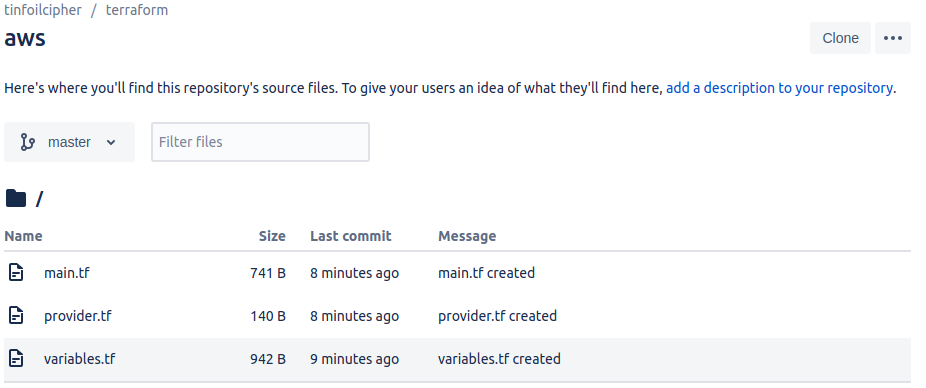 tinfoilcipher / terraform
aws
Clone
Here's where you'll find this repository's source files. To give your users an idea of what they'll find here, add a description to your repository.
master
Filter files
/
Name Size Last commit Message
main.tf 741 B 8 minutes ago main.tf created
provider.tf 140 B 8 minutes ago provider.tf created
variables.tf 942 B 9 minutes ago variables.tf created